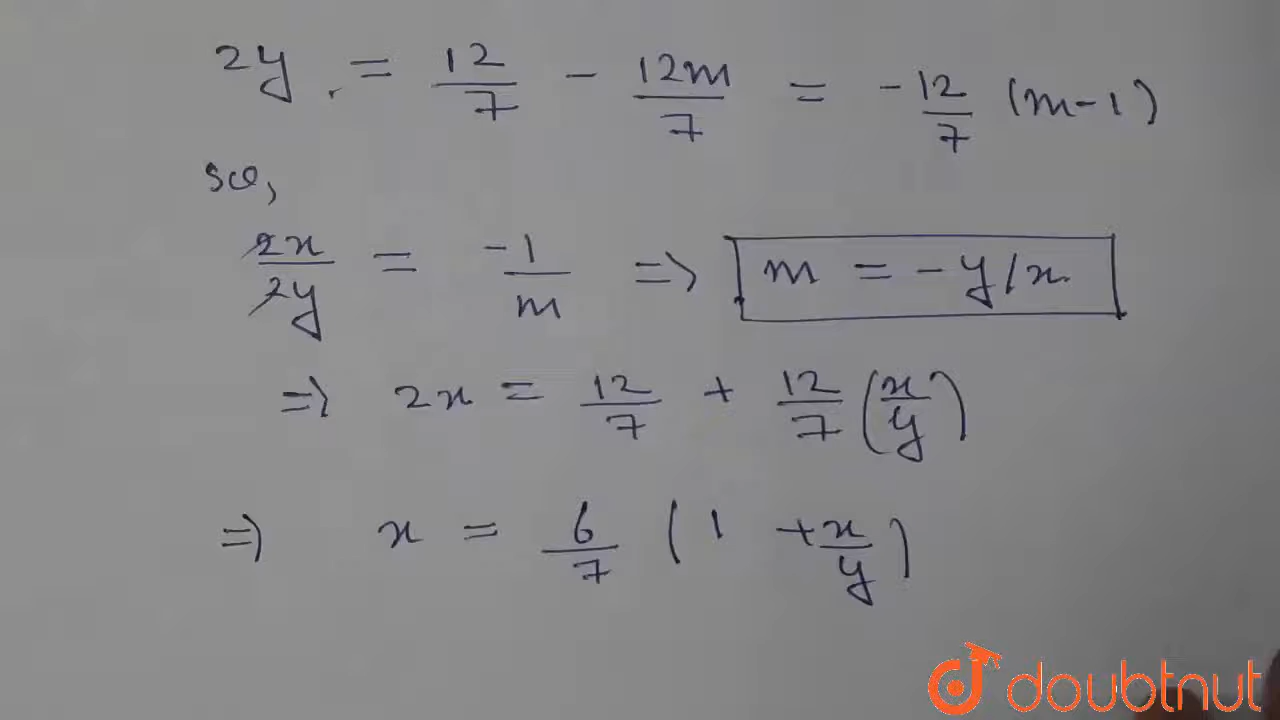 2y = 12/7 - 12m/7 = -12/7 (m-1)
so,
2x/2y = -1/m => m = -y/x
=> 2x = 12/7 + 12/7 (x/y)
=> x = 6/7 (1 + x/y)
doubtnut